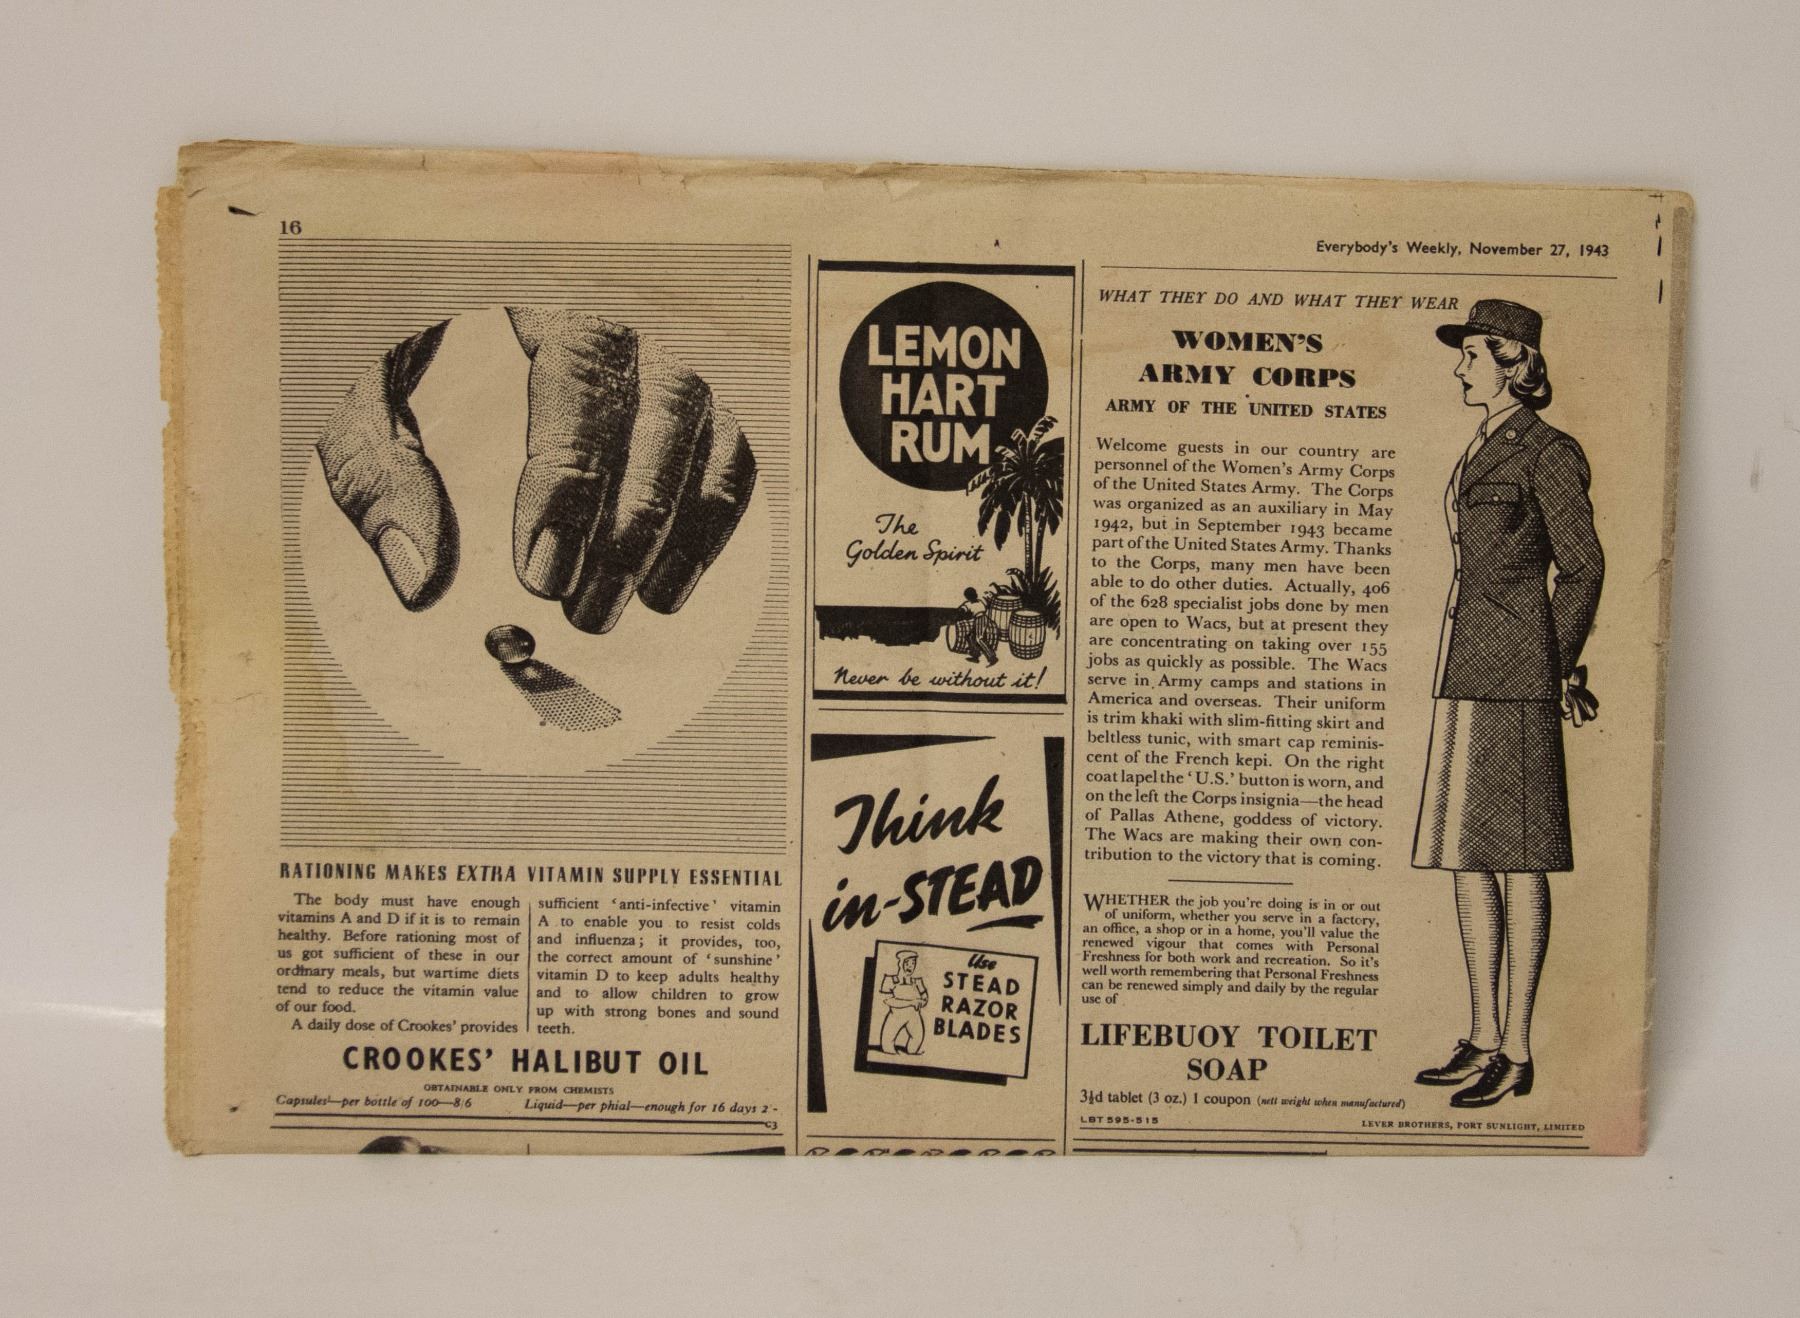 16
Everybody's Weekly, November 27, 1943
RATIONING MAKES EXTRA VITAMIN SUPPLY ESSENTIAL
The body must have enough
vitamins A and D if it is to remain
healthy. Before rationing most of
us got sufficient of these in our
ordinary meals, but wartime diets
tend to reduce the vitamin value
of our food.
A daily dose of Crookes' provides
sufficient 'anti-infective' vitamin
A to enable you to resist colds
and influenza; it provides, too,
the correct amount of 'sunshine'
vitamin D to keep adults healthy
and to allow children to grow
up with strong bones and sound
teeth.
CROOKES' HALIBUT OIL
OBTAINABLE ONLY FROM CHEMISTS
Capsules—per bottle of 100—8/6 Liquid—per phial—enough for 16 days 2/-
C3
LEMON
HART
RUM
The
Golden Spirit
Never be without it!
Think
in-STEAD
Use
STEAD
RAZOR
BLADES
WHAT THEY DO AND WHAT THEY WEAR
WOMEN'S
ARMY CORPS
ARMY OF THE UNITED STATES
Welcome guests in our country are
personnel of the Women's Army Corps
of the United States Army. The Corps
was organized as an auxiliary in May
1942, but in September 1943 became
part of the United States Army. Thanks
to the Corps, many men have been
able to do other duties. Actually, 406
of the 628 specialist jobs done by men
are open to Wacs, but at present they
are concentrating on taking over 155
jobs as quickly as possible. The Wacs
serve in Army camps and stations in
America and overseas. Their uniform
is trim khaki with slim-fitting skirt and
beltless tunic, with smart cap reminis-
cent of the French kepi. On the right
coat lapel the 'U.S.' button is worn, and
on the left the Corps insignia—the head
of Pallas Athene, goddess of victory.
The Wacs are making their own con-
tribution to the victory that is coming.
WHETHER the job you're doing is in or out
of uniform, whether you serve in a factory,
an office, a shop or in a home, you'll value the
renewed vigour that comes with Personal
Freshness for both work and recreation. So it's
well worth remembering that Personal Freshness
can be renewed simply and daily by the regular
use of
LIFEBUOY TOILET
SOAP
3½d tablet (3 oz.) 1 coupon (nett weight when manufactured)
LBT 595-515
LEVER BROTHERS, PORT SUNLIGHT, LIMITED